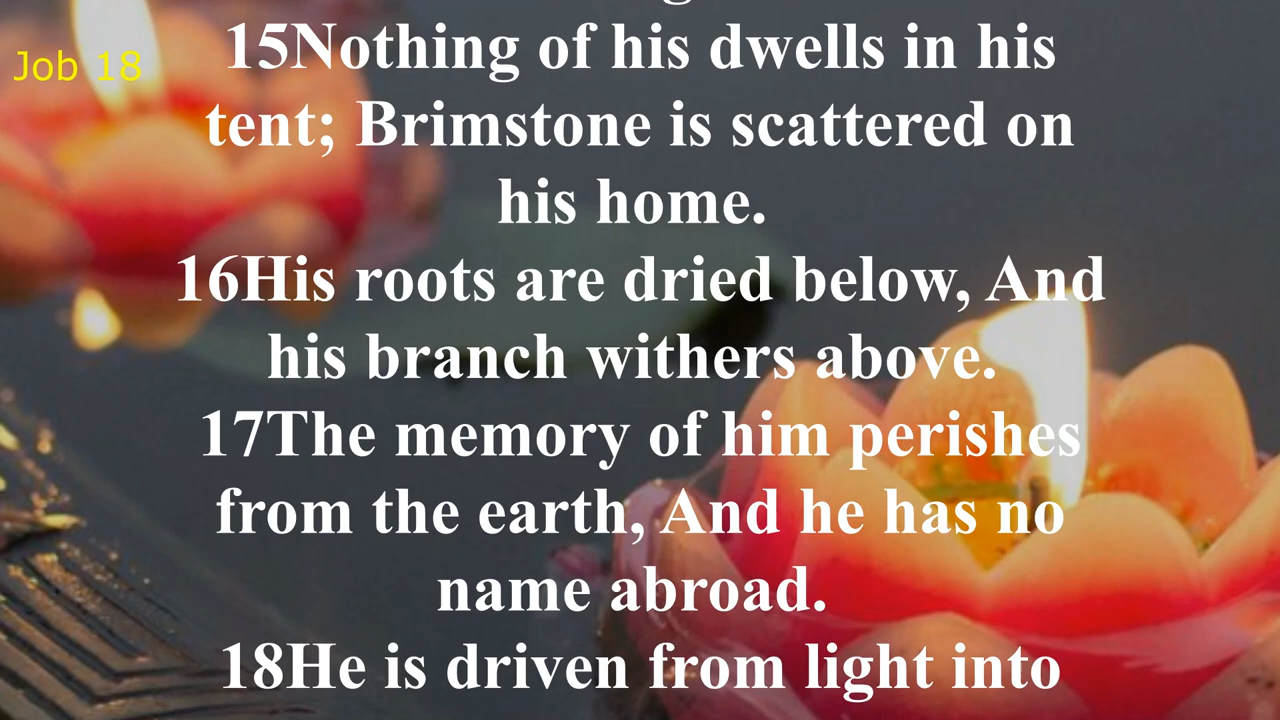 Job 18
15Nothing of his dwells in his
tent; Brimstone is scattered on
his home.
16His roots are dried below, And
his branch withers above.
17The memory of him perishes
from the earth, And he has no
name abroad.
18He is driven from light into